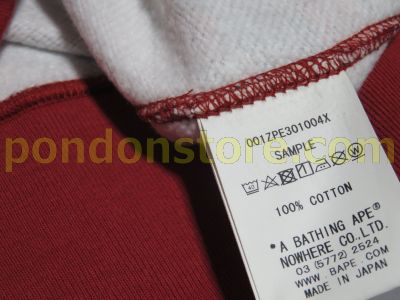 001ZPE301004X
SAMPLE
pondonstore.com
100% COTTON
* A BATHING APE®
NOWHERE CO.,LTD.
03 (5772) 2524
WWW.BAPE.COM
MADE IN JAPAN